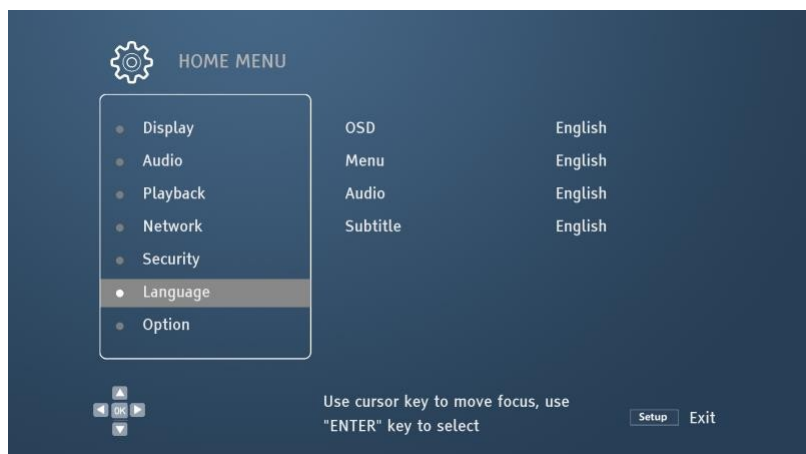 HOME MENU
Display
Audio
Playback
Network
Security
Language
Option
OSD English
Menu English
Audio English
Subtitle English
OK
Use cursor key to move focus, use
"ENTER" key to select
Setup Exit